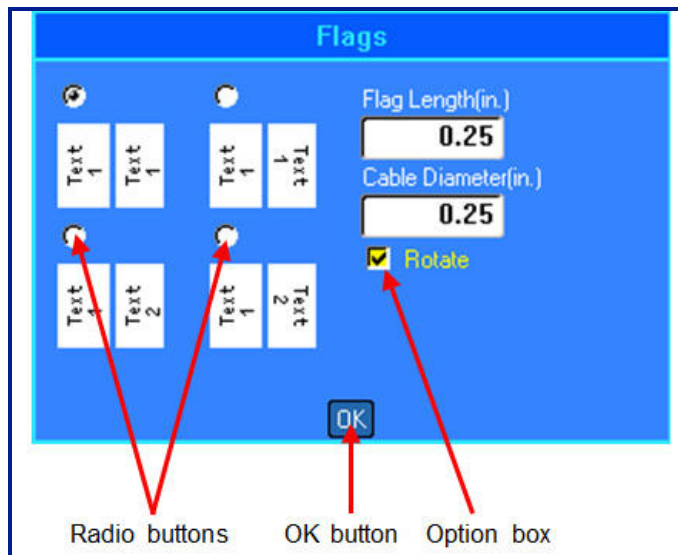 Flags
Flag Length(in.)
0.25
Cable Diameter(in.)
0.25
Rotate
Text
1
Text
1
Text
1
Text
1
Text
1
Text
2
Text
1
Text
2
OK
Radio buttons
OK button
Option box